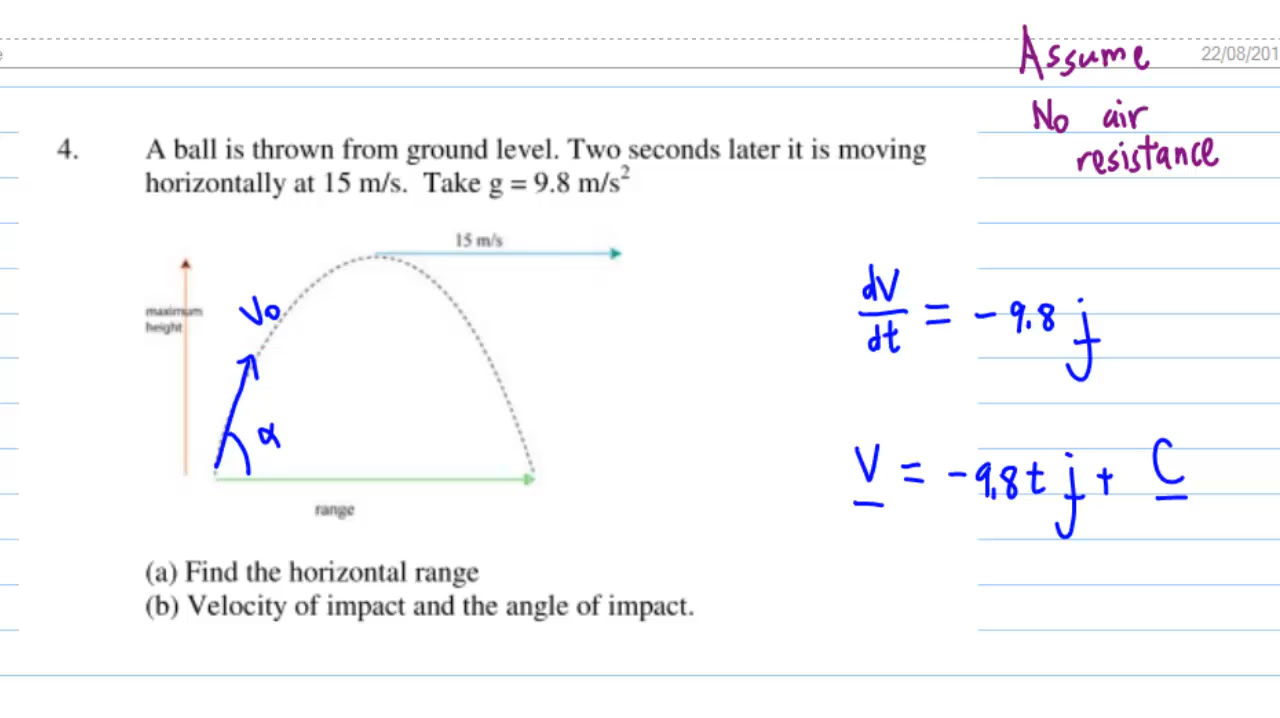 e
Assume
22/08/201
No air
resistance
4. A ball is thrown from ground level. Two seconds later it is moving
horizontally at 15 m/s. Take g = 9.8 m/s²
15 m/s
maximum
height
V₀
α
range
dV/dt = -9.8 j
V = -9.8t j + C
(a) Find the horizontal range
(b) Velocity of impact and the angle of impact.